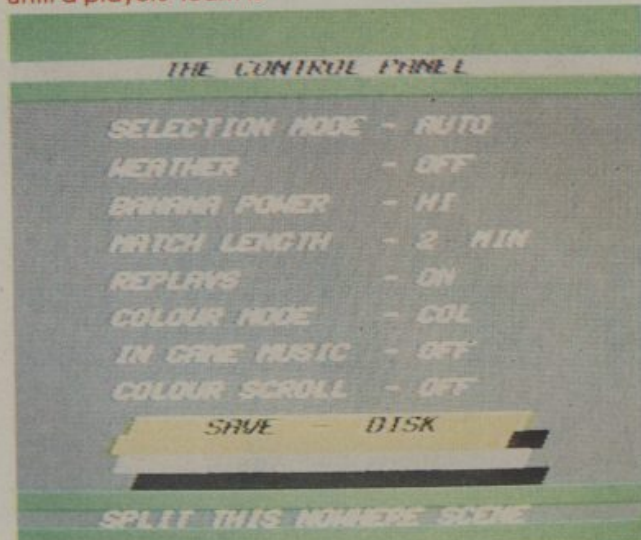 THE CONTROL PANEL
SELECTION MODE - AUTO
WEATHER - OFF
BANANA POWER - HI
MATCH LENGTH - 2 MIN
REPLAYS - ON
COLOUR MODE - COL
IN GAME MUSIC - OFF
COLOUR SCROLL - OFF
SAVE - DISK
SPLIT THIS NOWHERE SCENE